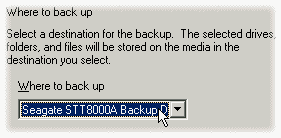 Where to back up
Select a destination for the backup. The selected drives,
folders, and files will be stored on the media in the
destination you select.
Where to back up
Seagate STT8000A Backup D